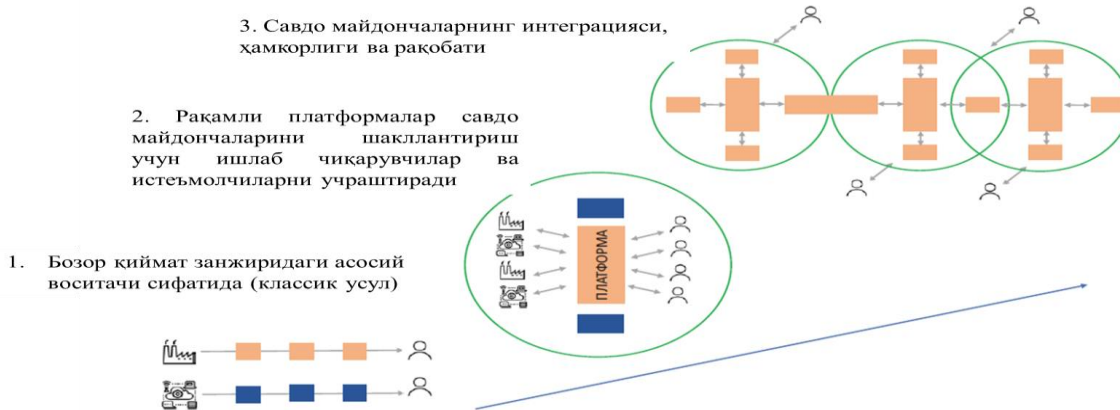 3. Савдо майдончаларнинг интеграцияси,
ҳамкорлиги ва рақобати
2. Рақамли платформалар савдо
майдончаларини шакллантириш
учун ишлаб чиқарувчилар ва
истеъмолчиларни учраштиради
ПЛАТФОРМА
1. Бозор қиймат занжиридаги асосий
воситачи сифатида (классик усул)